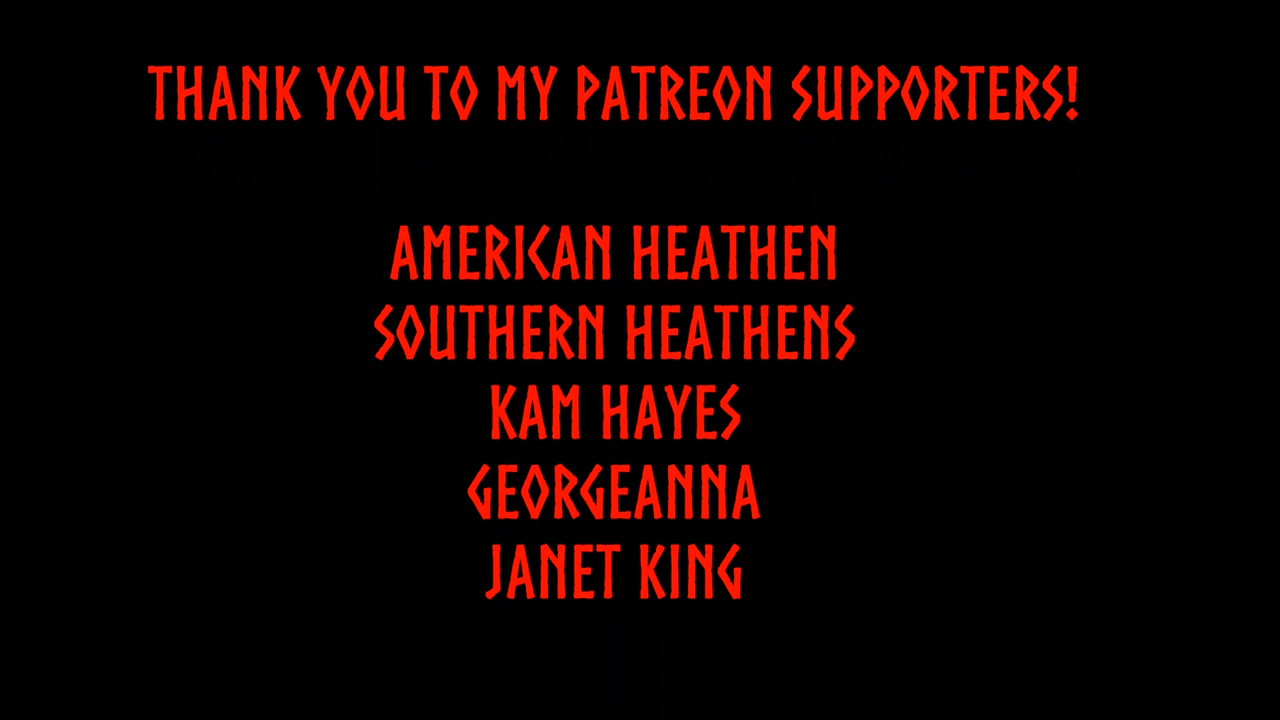 THANK YOU TO MY PATREON SUPPORTERS!
AMERICAN HEATHEN
SOUTHERN HEATHENS
KAM HAYES
GEORGEANNA
JANET KING